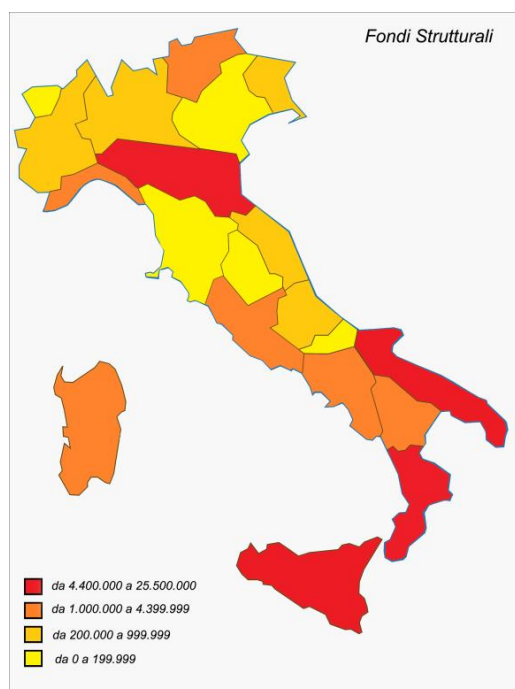 Fondi Strutturali
da 4.400.000 a 25.500.000
da 1.000.000 a 4.399.999
da 200.000 a 999.999
da 0 a 199.999